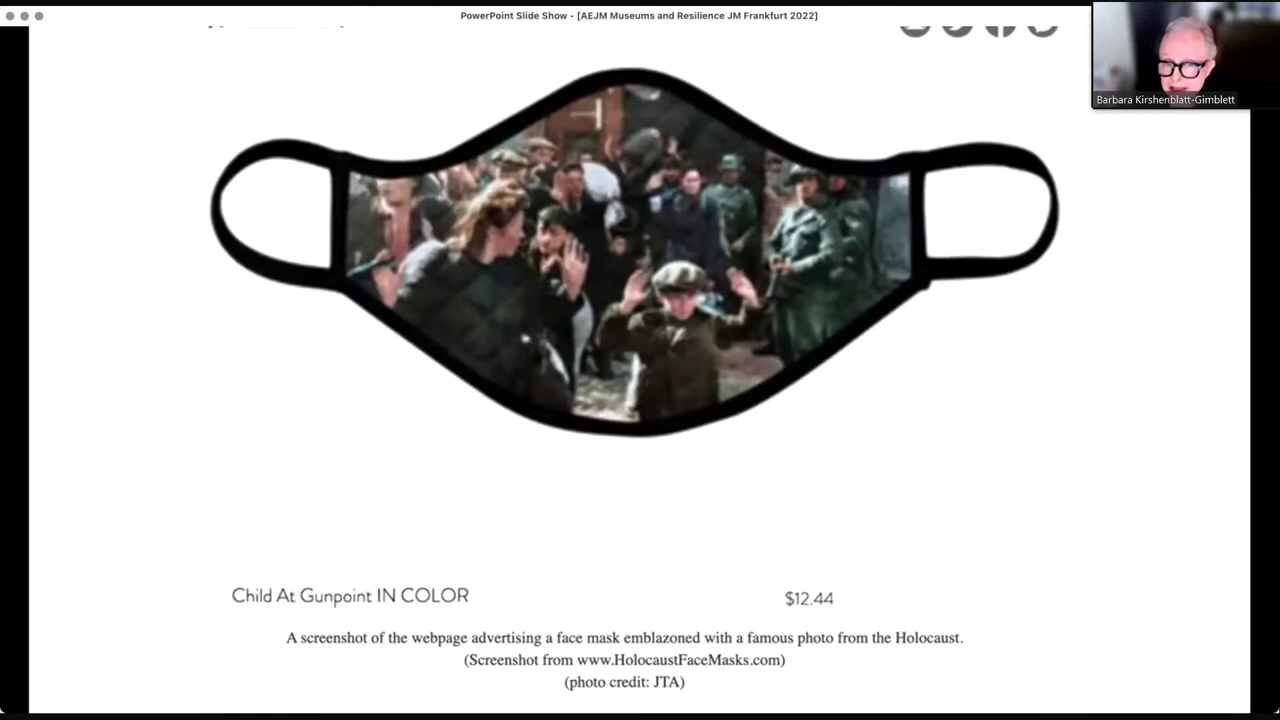 PowerPoint Slide Show - [AEJM Museums and Resilience JM Frankfurt 2022]
Barbara Kirshenblatt-Gimblett
Child At Gunpoint IN COLOR
$12.44
A screenshot of the webpage advertising a face mask emblazoned with a famous photo from the Holocaust.
(Screenshot from www.HolocaustFaceMasks.com)
(photo credit: JTA)